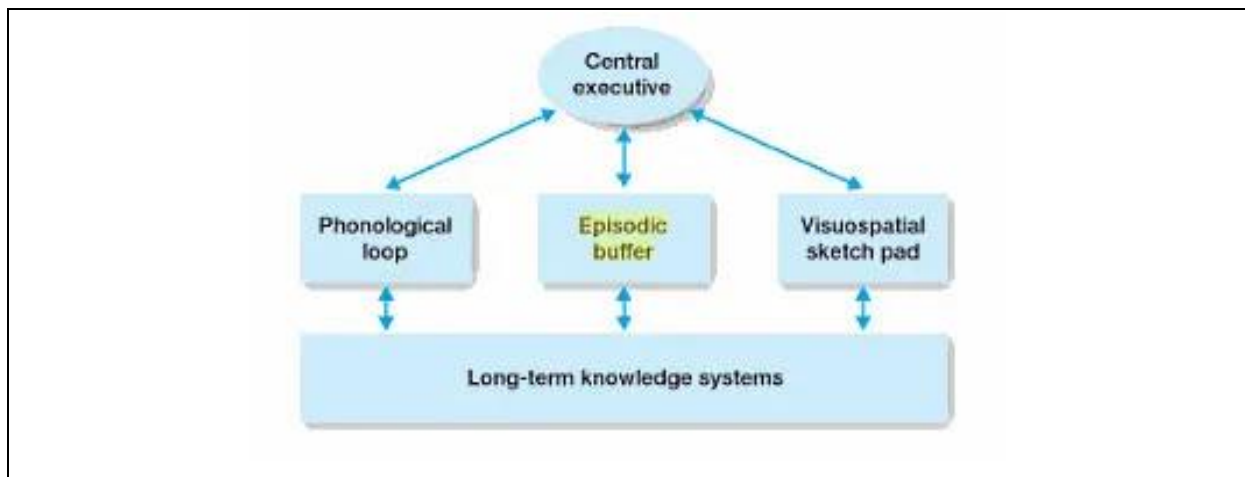 Central
executive
Phonological
loop
Episodic
buffer
Visuospatial
sketch pad
Long-term knowledge systems